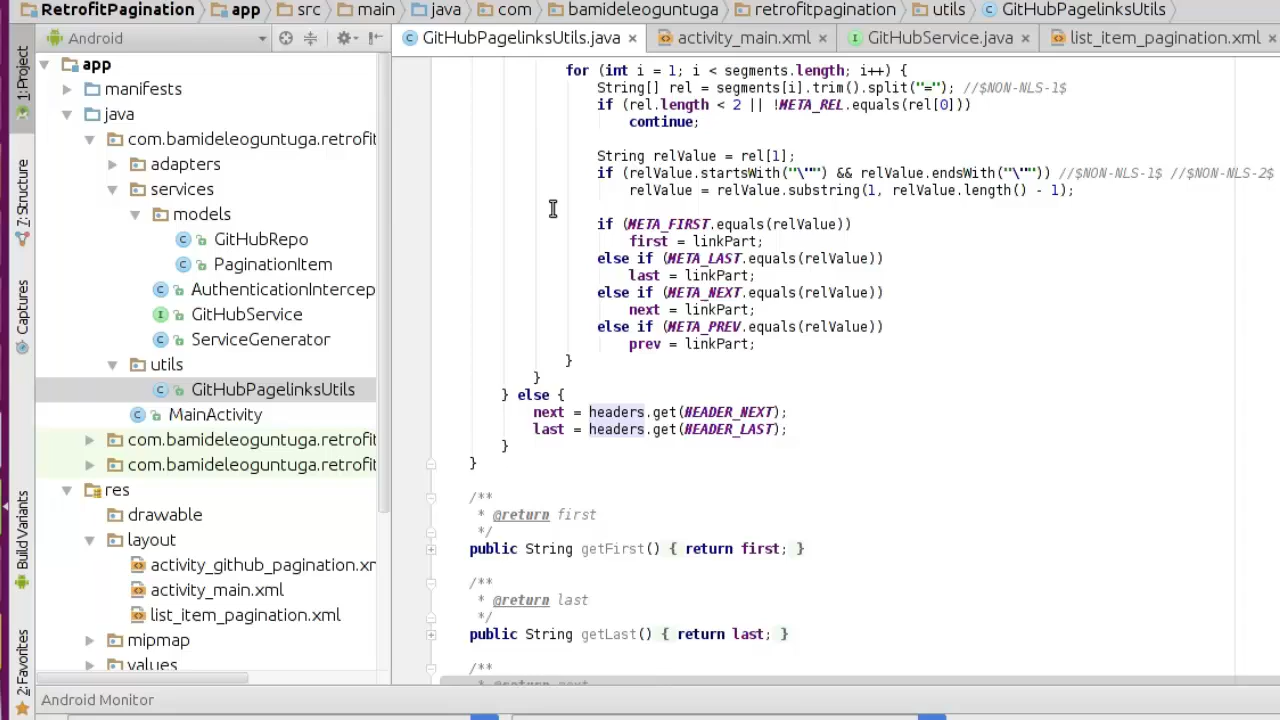 RetrofitPagination app src main java com bamideleoguntuga retrofitpagination utils GitHubPagelinksUtils
Android
GitHubPagelinksUtils.java activity_main.xml GitHubService.java list_item_pagination.xml
1: Project
7: Structure
Captures
Build Variants
2: Favorites
app
manifests
java
com.bamideleoguntuga.retrofit
adapters
services
models
GitHubRepo
PaginationItem
AuthenticationIntercep
GitHubService
ServiceGenerator
utils
GitHubPagelinksUtils
MainActivity
com.bamideleoguntuga.retrofit
com.bamideleoguntuga.retrofit
res
drawable
layout
activity_github_pagination.xm
activity_main.xml
list_item_pagination.xml
mipmap
values
for (int i = 1; i < segments.length; i++) {
String[] rel = segments[i].trim().split("="); //$NON-NLS-1$
if (rel.length < 2 || !META_REL.equals(rel[0]))
continue;
String relValue = rel[1];
if (relValue.startsWith("\"") && relValue.endsWith("\"")) //$NON-NLS-1$ //$NON-NLS-2$
relValue = relValue.substring(1, relValue.length() - 1);
if (META_FIRST.equals(relValue))
first = linkPart;
else if (META_LAST.equals(relValue))
last = linkPart;
else if (META_NEXT.equals(relValue))
next = linkPart;
else if (META_PREV.equals(relValue))
prev = linkPart;
}
}
} else {
next = headers.get(HEADER_NEXT);
last = headers.get(HEADER_LAST);
}
}
/**
* @return first
*/
public String getFirst() { return first; }
/**
* @return last
*/
public String getLast() { return last; }
/**
* @return next
Android Monitor